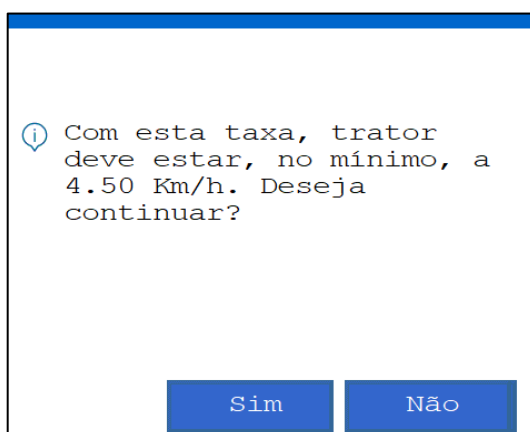 Com esta taxa, trator
deve estar, no mínimo, a
4.50 Km/h. Deseja
continuar?
Sim Não